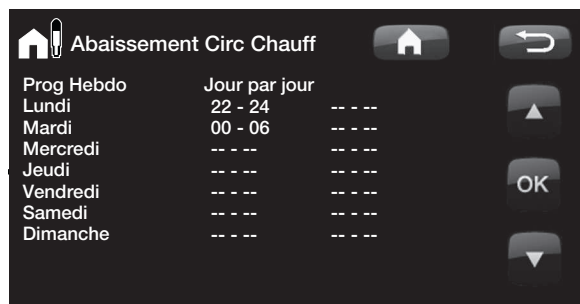 Abaissement Circ Chauff
Prog Hebdo Jour par jour
Lundi 22 - 24 -- - --
Mardi 00 - 06 -- - --
Mercredi -- - -- -- - --
Jeudi -- - -- -- - --
OK
Vendredi -- - -- -- - --
Samedi -- - -- -- - --
Dimanche -- - -- -- - --